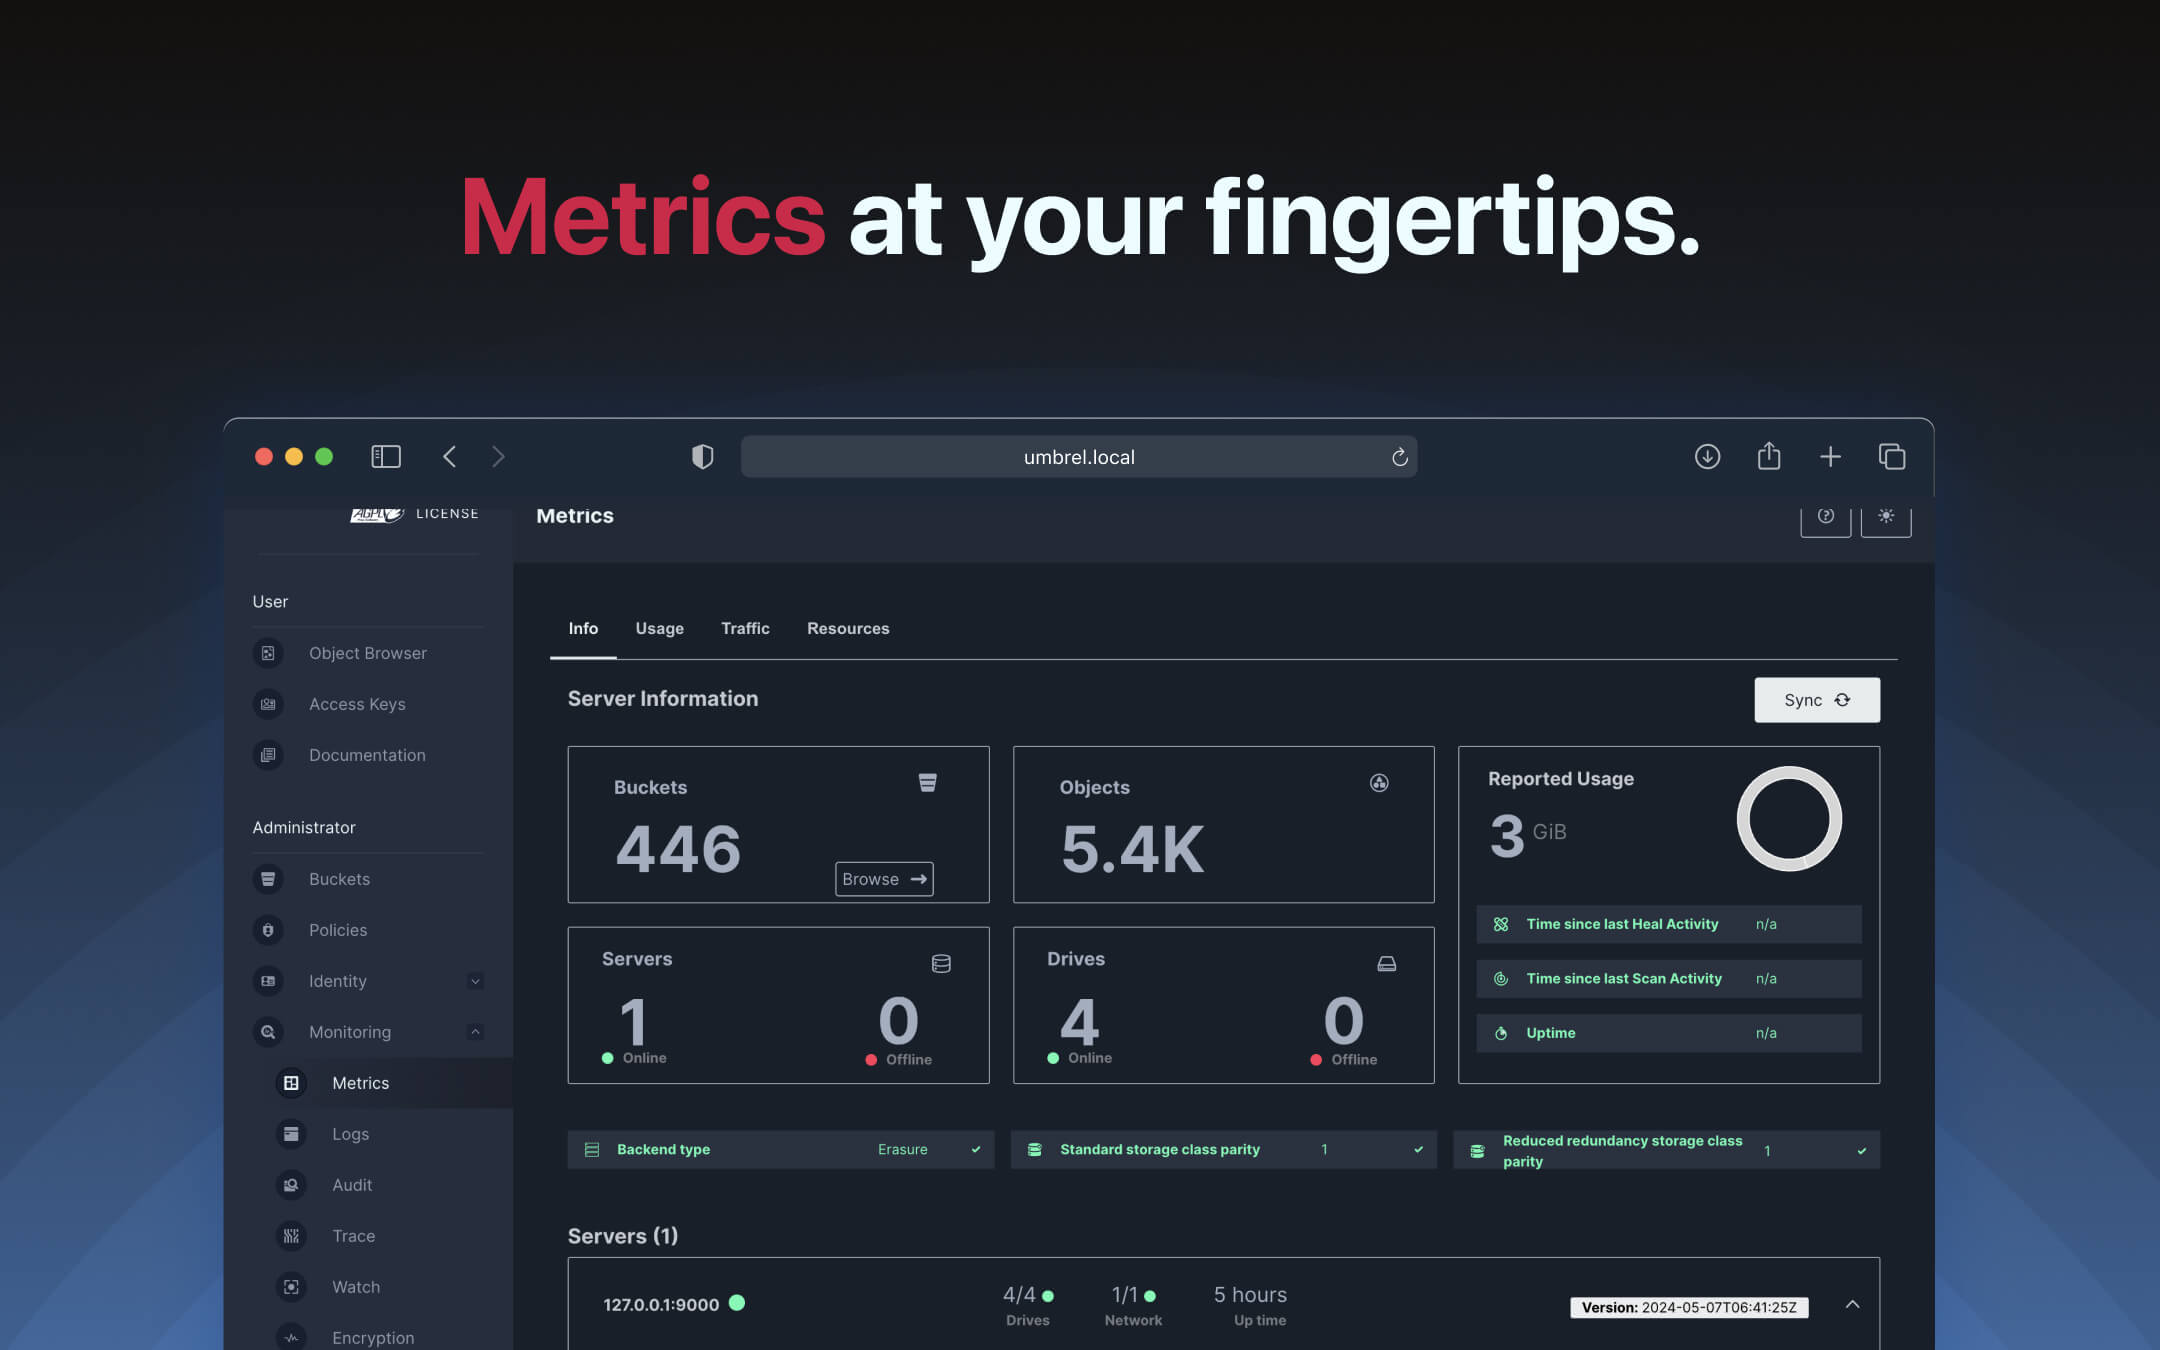 Metrics at your fingertips.
umbrel.local
AGPL LICENSE
Metrics
User
Object Browser
Access Keys
Documentation
Administrator
Buckets
Policies
Identity
Monitoring
Metrics
Logs
Audit
Trace
Watch
Encryption
Info Usage Traffic Resources
Server Information
Sync
Buckets
446
Browse
Objects
5.4K
Reported Usage
3 GiB
Time since last Heal Activity n/a
Time since last Scan Activity n/a
Uptime n/a
Servers
1 0
Online Offline
Drives
4 0
Online Offline
Backend type Erasure
Standard storage class parity 1
Reduced redundancy storage class
parity 1
Servers (1)
127.0.0.1:9000
4/4 1/1 5 hours
Drives Network Up time
Version: 2024-05-07T06:41:25Z